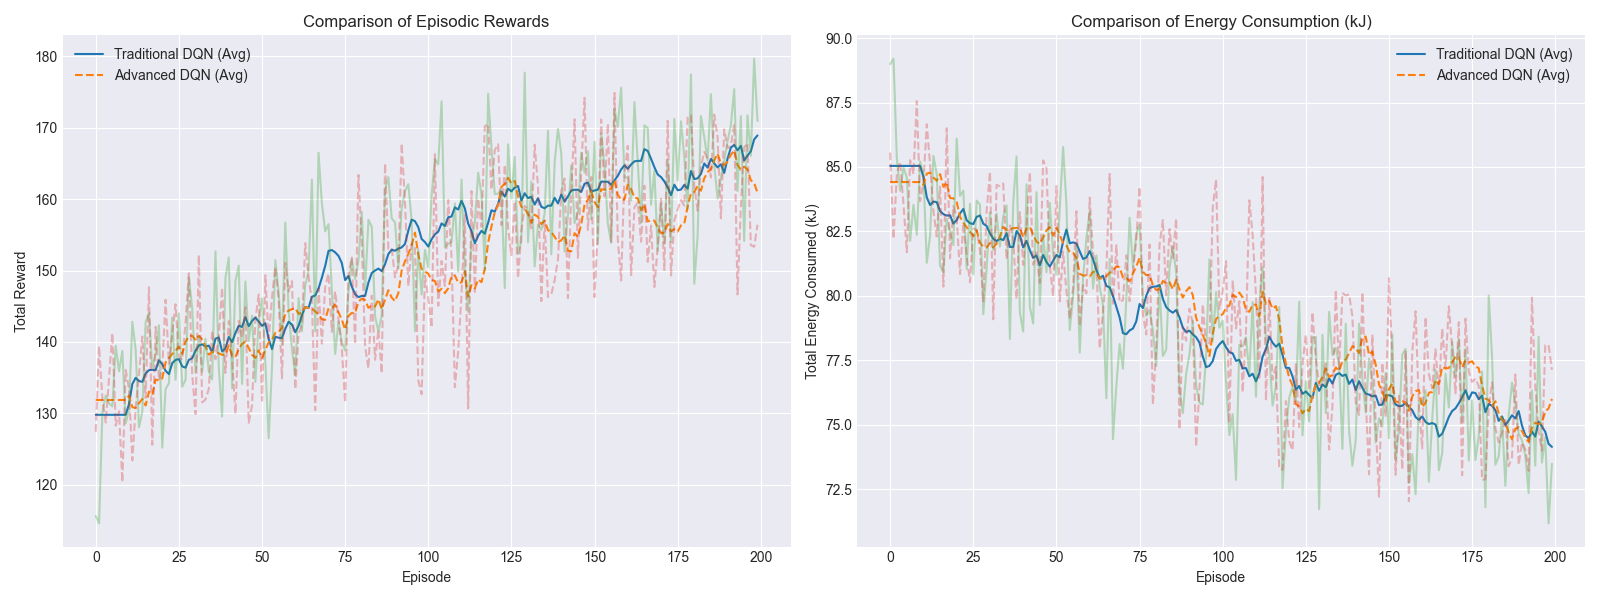 Comparison of Episodic Rewards
Traditional DQN (Avg)
Advanced DQN (Avg)
Total Reward
180
170
160
150
140
130
120
0 25 50 75 100 125 150 175 200
Episode
Comparison of Energy Consumption (kJ)
Traditional DQN (Avg)
Advanced DQN (Avg)
Total Energy Consumed (kJ)
90.0
87.5
85.0
82.5
80.0
77.5
75.0
72.5
0 25 50 75 100 125 150 175 200
Episode